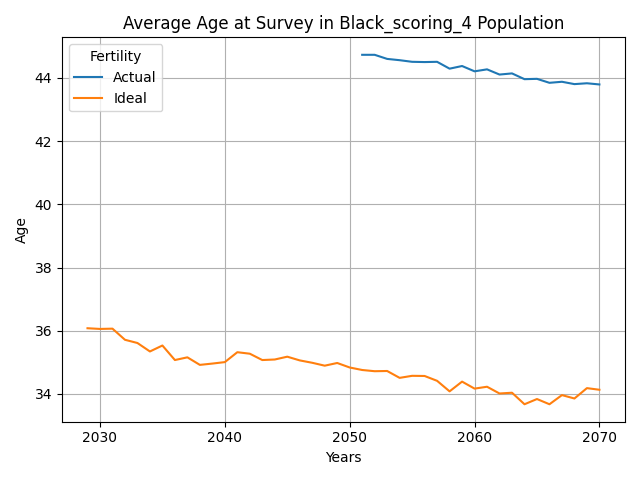 Average Age at Survey in Black_scoring_4 Population
Fertility
Actual
Ideal
44
42
40
38
36
34
Age
2030 2040 2050 2060 2070
Years